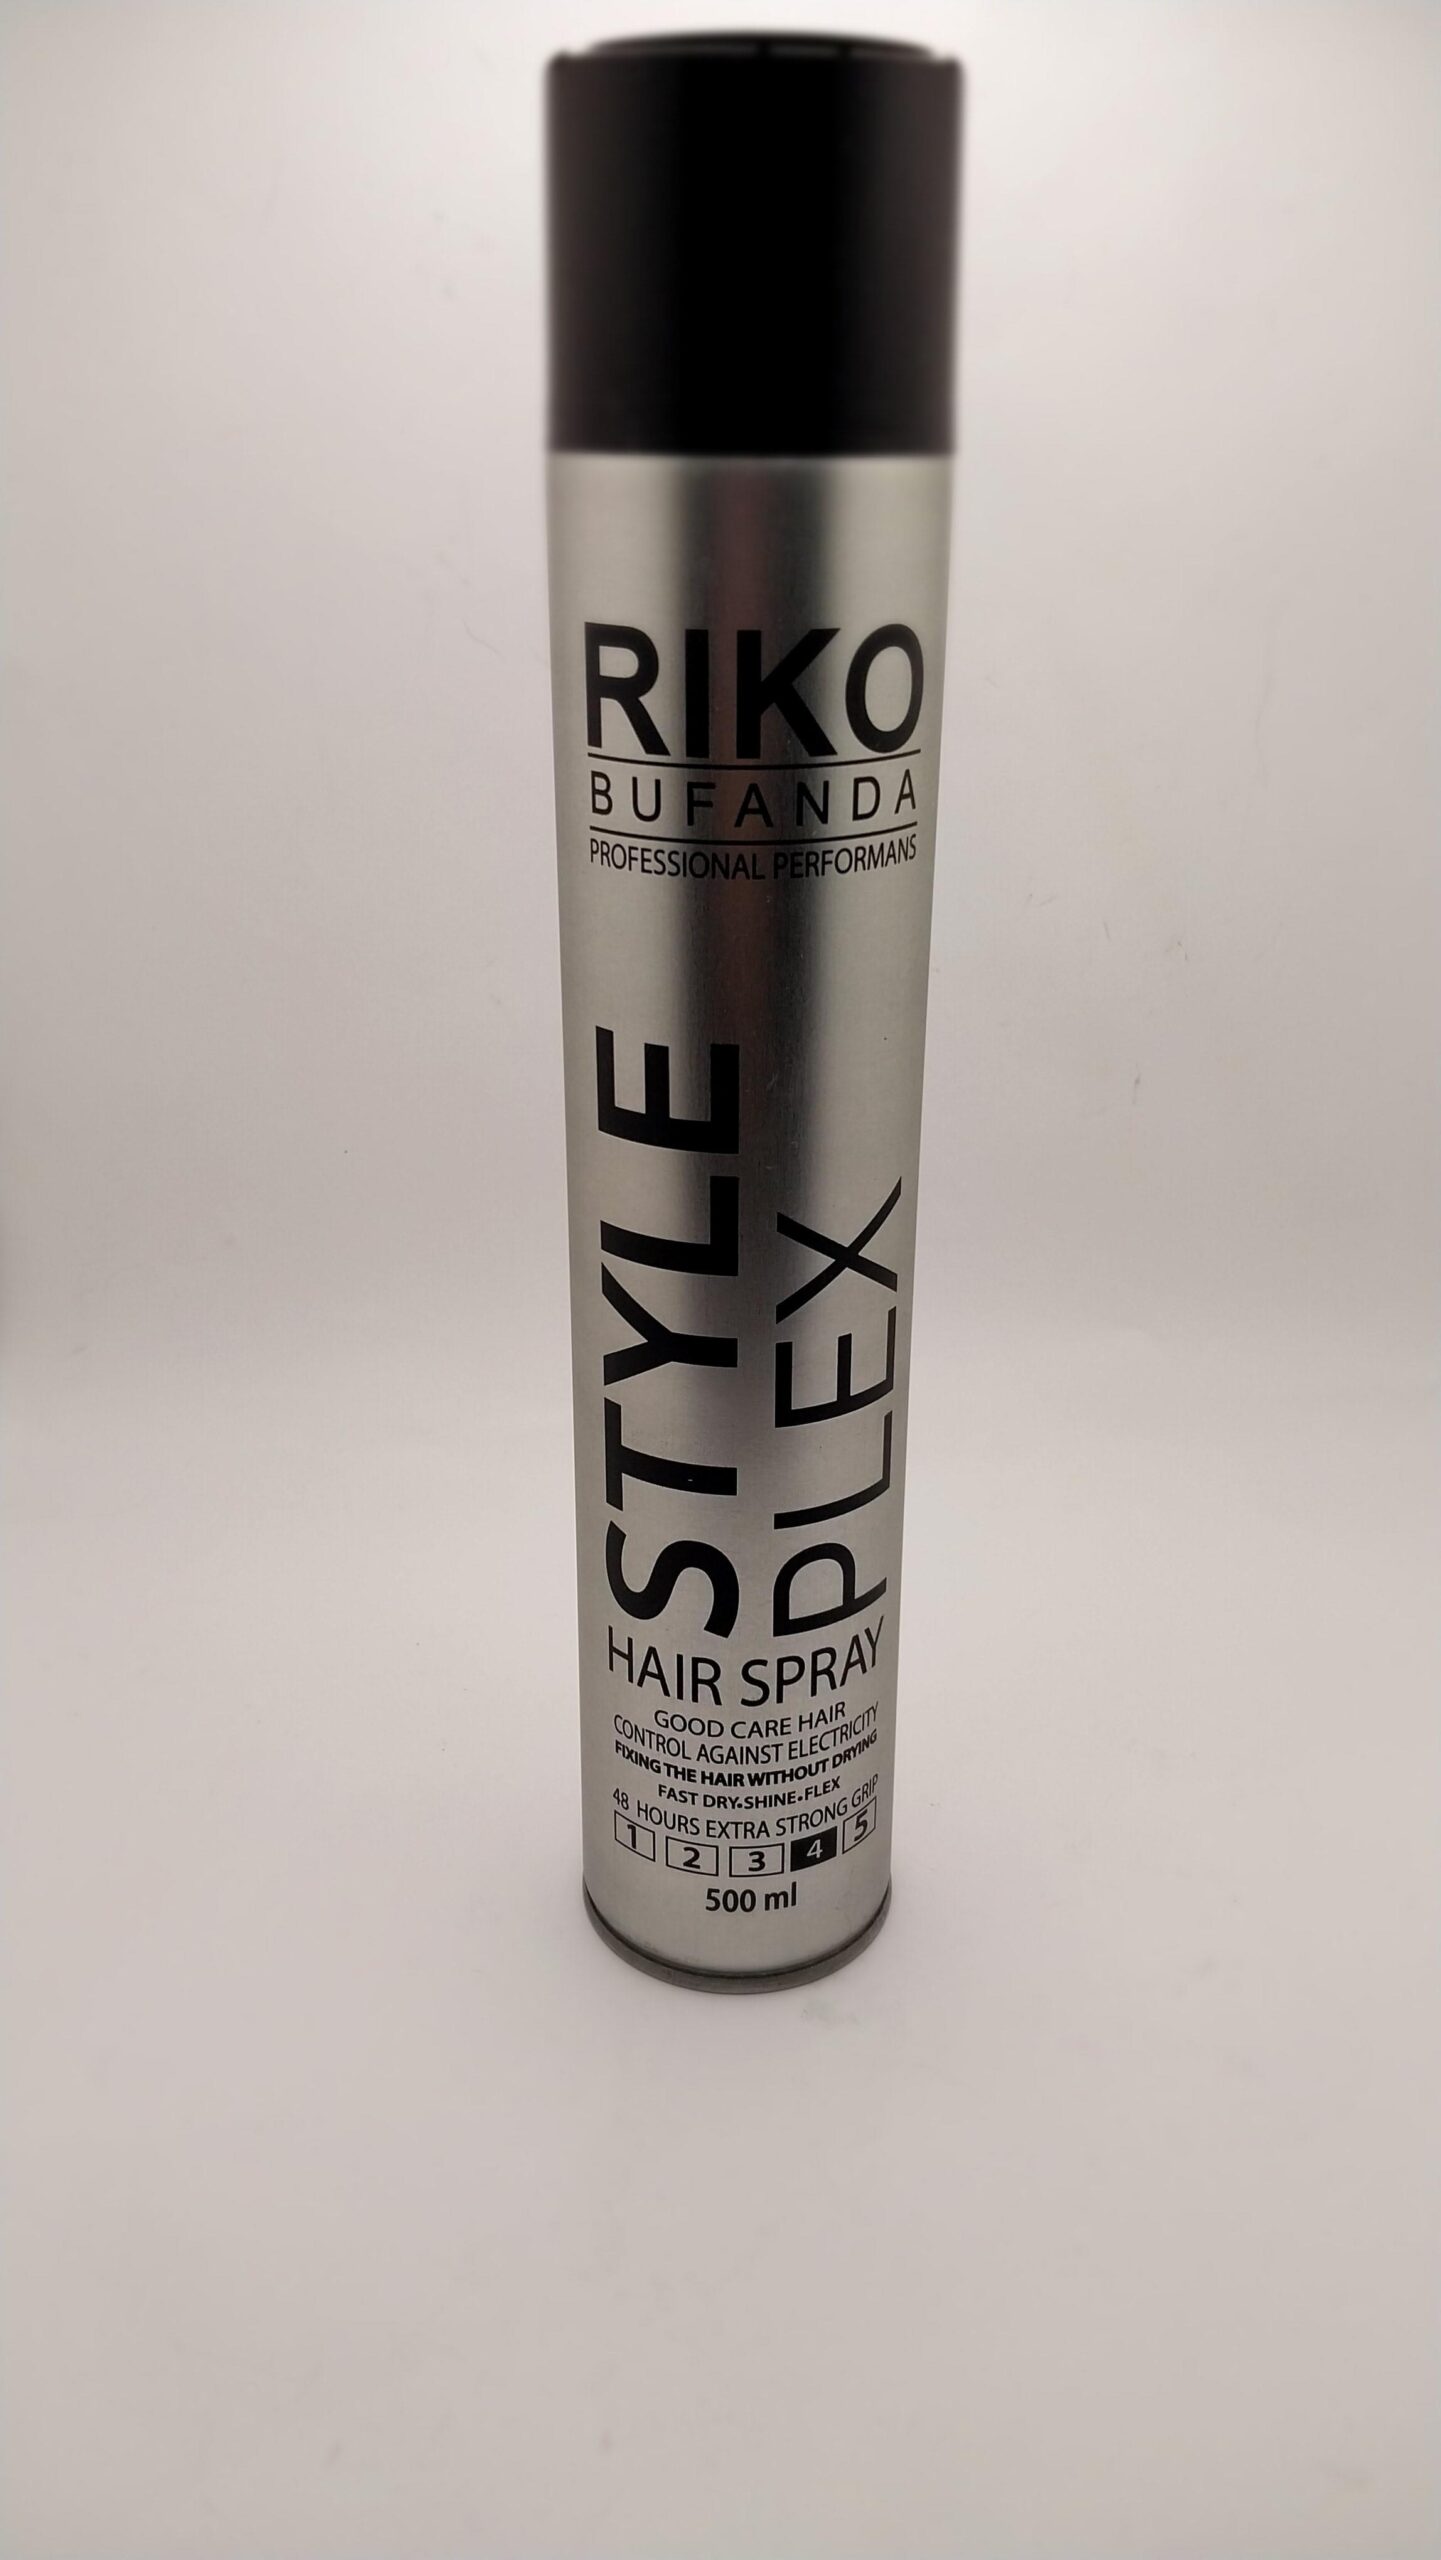 RIKO
BUFANDA
PROFESSIONAL PERFORMANS
STYLE
PLEX
HAIR SPRAY
GOOD CARE HAIR
CONTROL AGAINST ELECTRICITY
FIXING THE HAIR WITHOUT DRYING
FAST DRY•SHINE•FLEX
48 HOURS EXTRA STRONG GRIP
1 2 3 4 5
500 ml